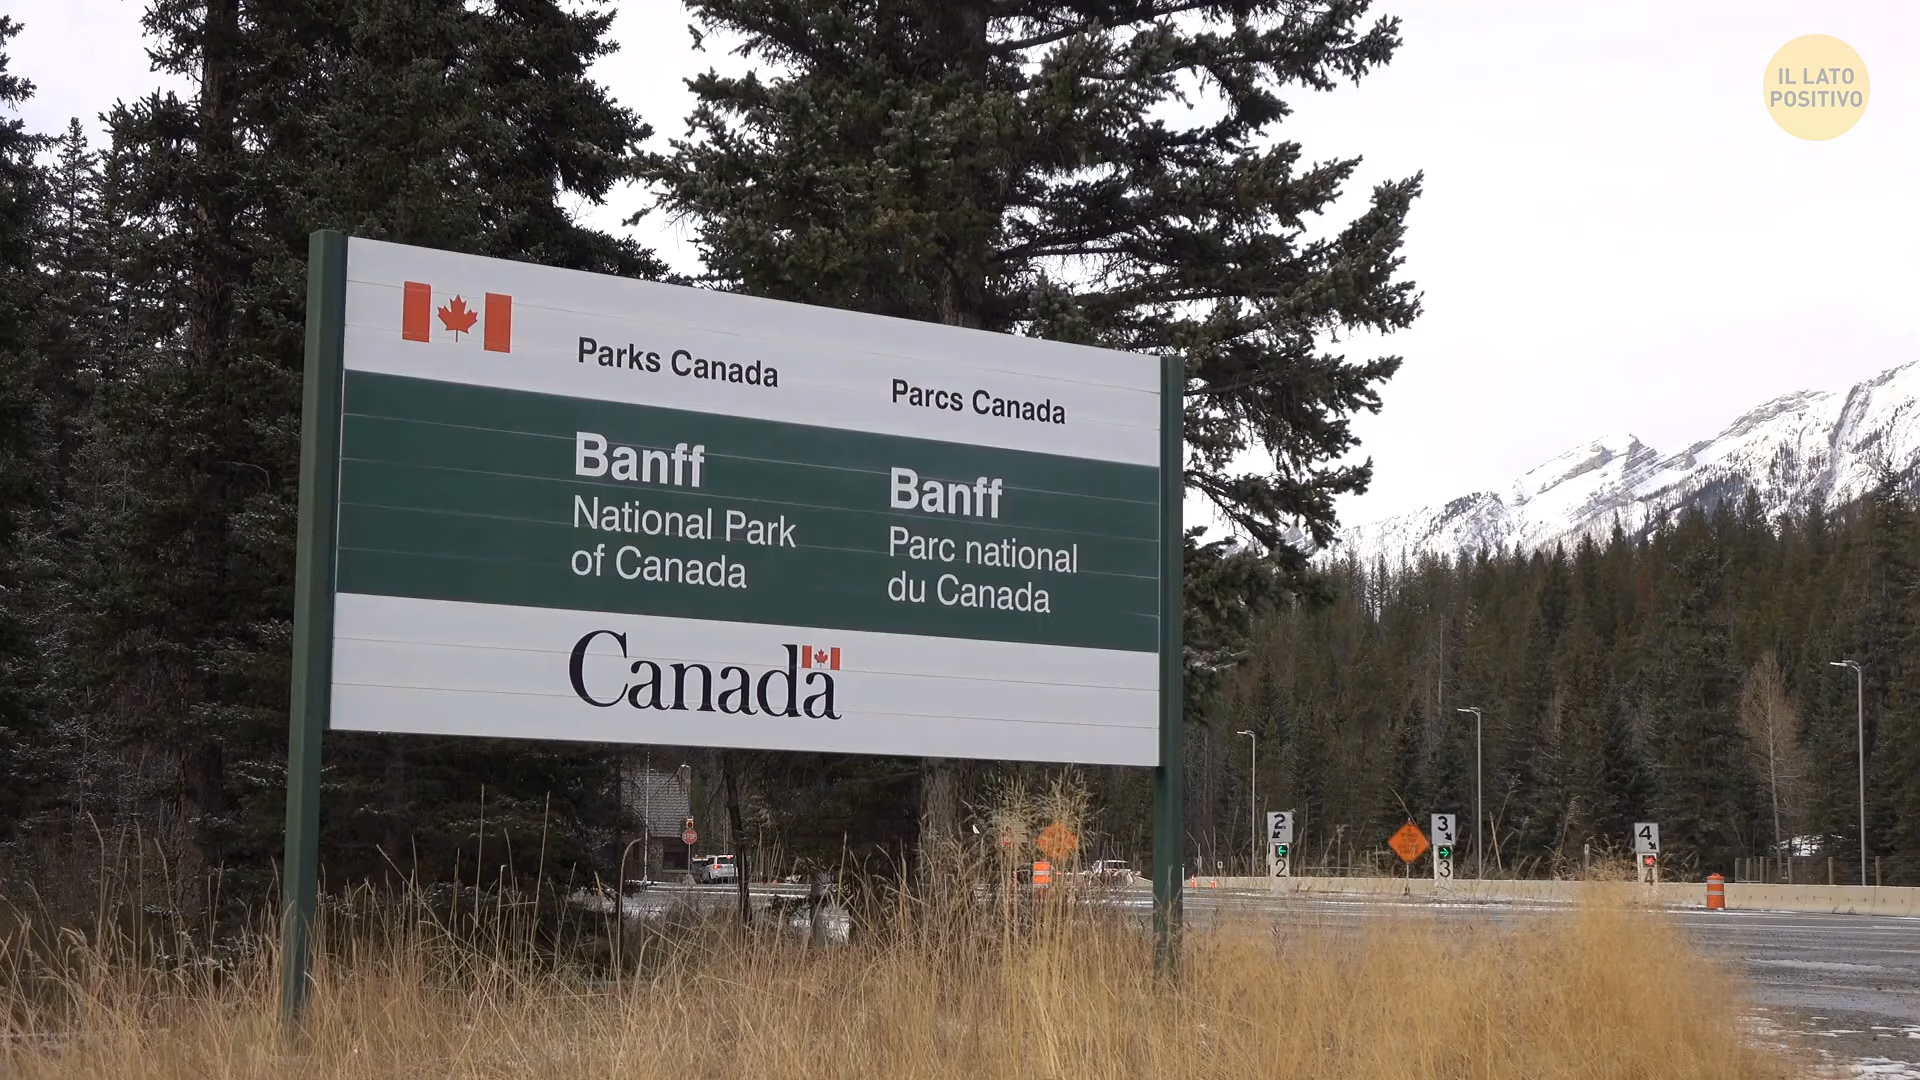 IL LATO
POSITIVO
Parks Canada
Parcs Canada
Banff
National Park
of Canada
Banff
Parc national
du Canada
Canada
STOP
2
2
3
3
4
4